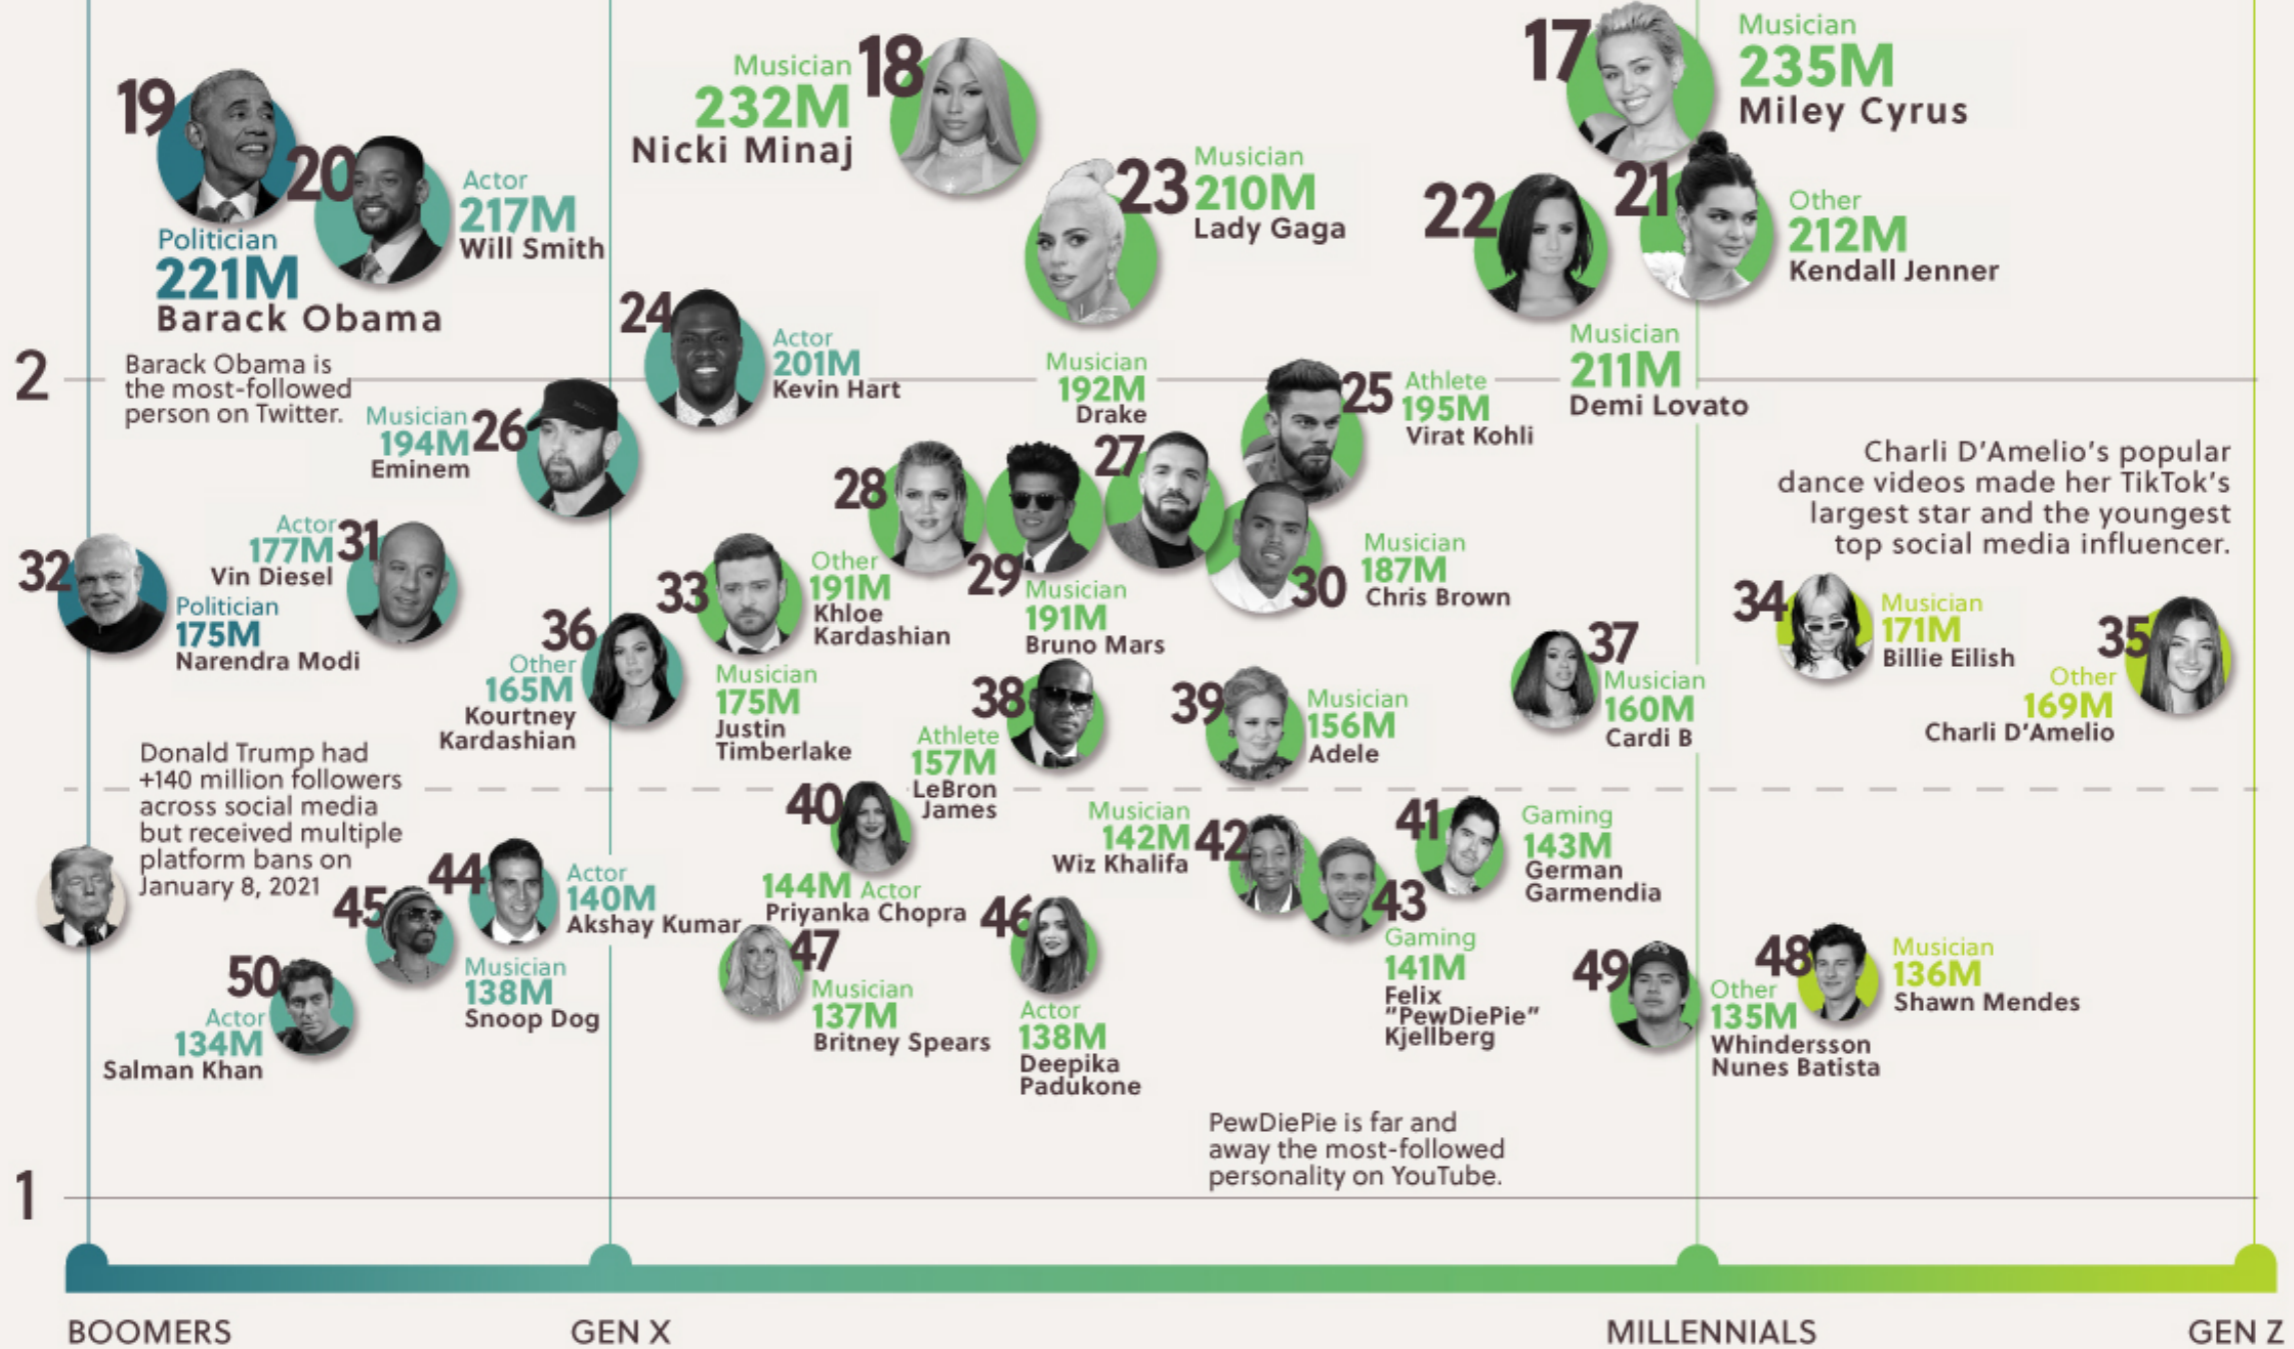 17
Musician
235M
Miley Cyrus
18
Musician
232M
Nicki Minaj
19
Politician
221M
Barack Obama
Barack Obama is
the most-followed
person on Twitter.
20
Actor
217M
Will Smith
23
Musician
210M
Lady Gaga
22
Musician
211M
Demi Lovato
21
Other
212M
Kendall Jenner
24
Actor
201M
Kevin Hart
2
Musician
194M
Eminem
26
Musician
192M
Drake
27
25
Athlete
195M
Virat Kohli
Charli D'Amelio's popular
dance videos made her TikTok's
largest star and the youngest
top social media influencer.
28
Other
191M
Khloe
Kardashian
29
Musician
191M
Bruno Mars
30
Musician
187M
Chris Brown
31
Actor
177M
Vin Diesel
32
Politician
175M
Narendra Modi
33
Musician
175M
Justin
Timberlake
34
Musician
171M
Billie Eilish
35
Other
169M
Charli D'Amelio
36
Other
165M
Kourtney
Kardashian
37
Musician
160M
Cardi B
38
Athlete
157M
LeBron
James
39
Musician
156M
Adele
Donald Trump had
+140 million followers
across social media
but received multiple
platform bans on
January 8, 2021
40
144M Actor
Priyanka Chopra
41
Gaming
143M
German
Garmendia
42
Musician
142M
Wiz Khalifa
43
Gaming
141M
Felix
"PewDiePie"
Kjellberg
44
Actor
140M
Akshay Kumar
45
Musician
138M
Snoop Dog
46
Actor
138M
Deepika
Padukone
47
Musician
137M
Britney Spears
48
Musician
136M
Shawn Mendes
49
Other
135M
Whindersson
Nunes Batista
50
Actor
134M
Salman Khan
PewDiePie is far and
away the most-followed
personality on YouTube.
1
BOOMERS
GEN X
MILLENNIALS
GEN Z